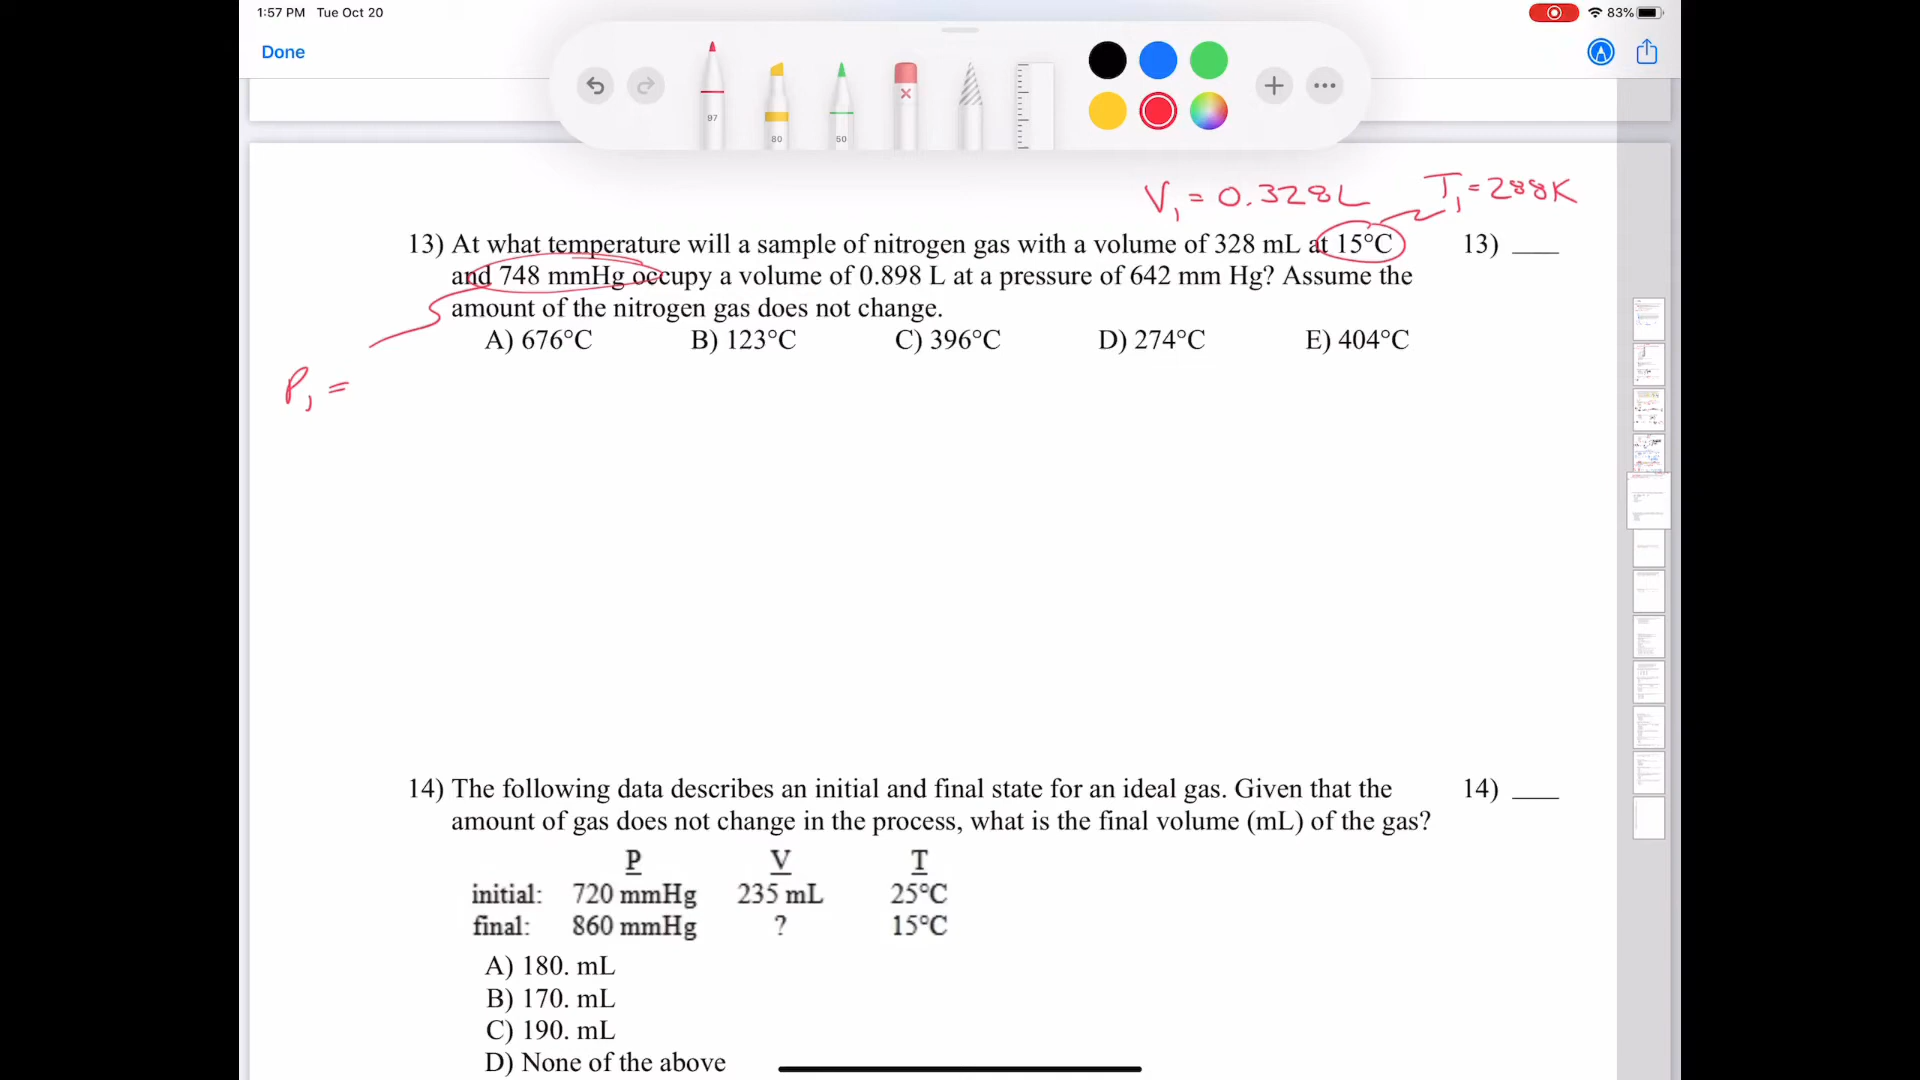 1:57 PM Tue Oct 20
83%
Done
97
80
50
V₁ = 0.328L T₁ = 288K
13) At what temperature will a sample of nitrogen gas with a volume of 328 mL at 15°C 13) ____
and 748 mmHg occupy a volume of 0.898 L at a pressure of 642 mm Hg? Assume the
amount of the nitrogen gas does not change.
A) 676°C B) 123°C C) 396°C D) 274°C E) 404°C
P₁ =
14) The following data describes an initial and final state for an ideal gas. Given that the 14) ____
amount of gas does not change in the process, what is the final volume (mL) of the gas?
P V T
initial: 720 mmHg 235 mL 25°C
final: 860 mmHg ? 15°C
A) 180. mL
B) 170. mL
C) 190. mL
D) None of the above